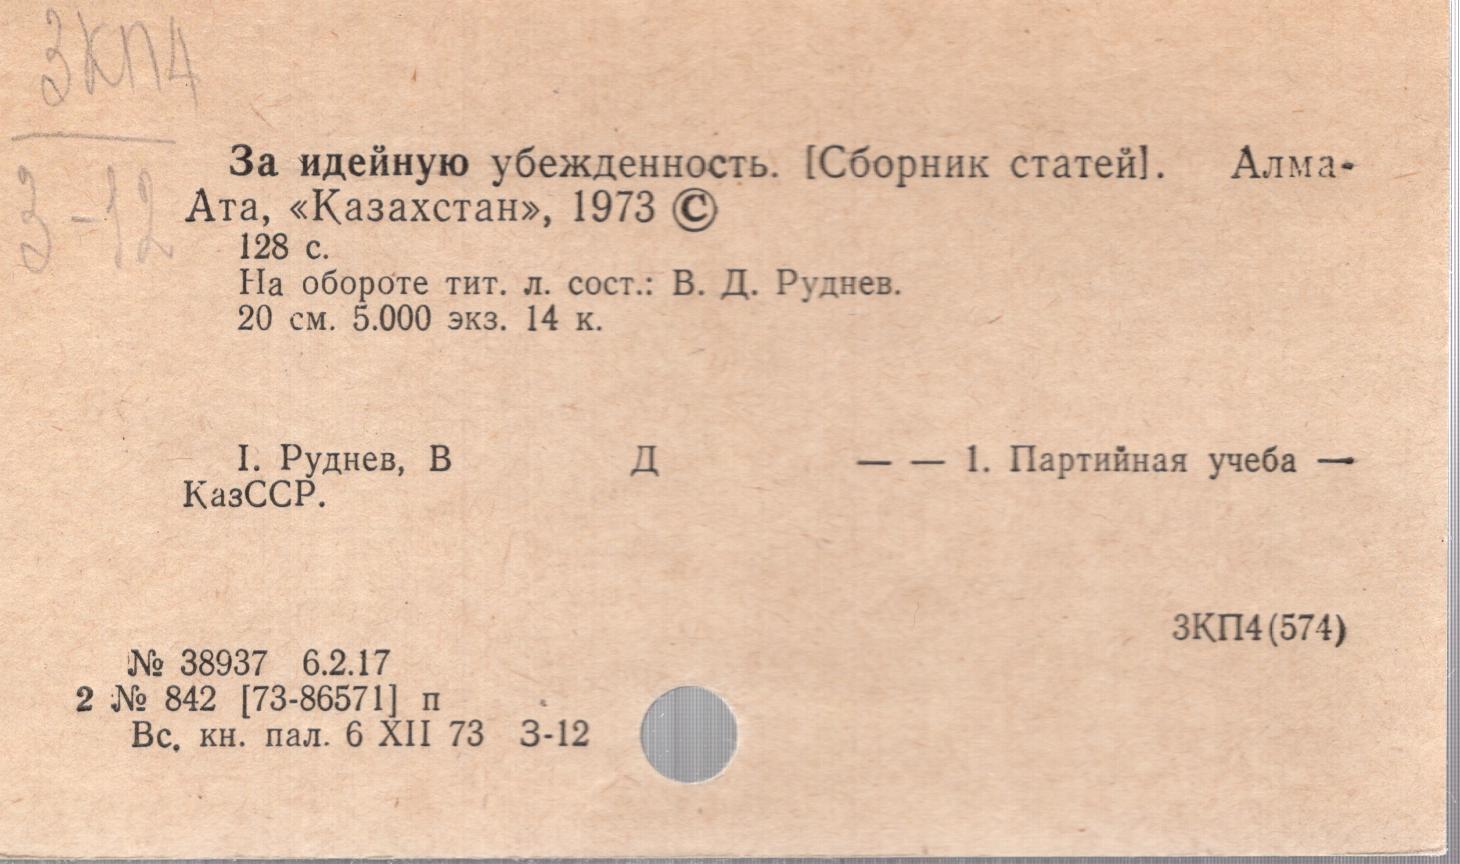 3КП4
З-12
За идейную убежденность. [Сборник статей]. Алма-
Ата, «Казахстан», 1973 ©
128 с.
На обороте тит. л. сост.: В. Д. Руднев.
20 см. 5.000 экз. 14 к.
I. Руднев, В Д — — 1. Партийная учеба —
КазССР.
3КП4(574)
№ 38937 6.2.17
2 № 842 [73-86571] п
Вс. кн. пал. 6 XII 73 З-12